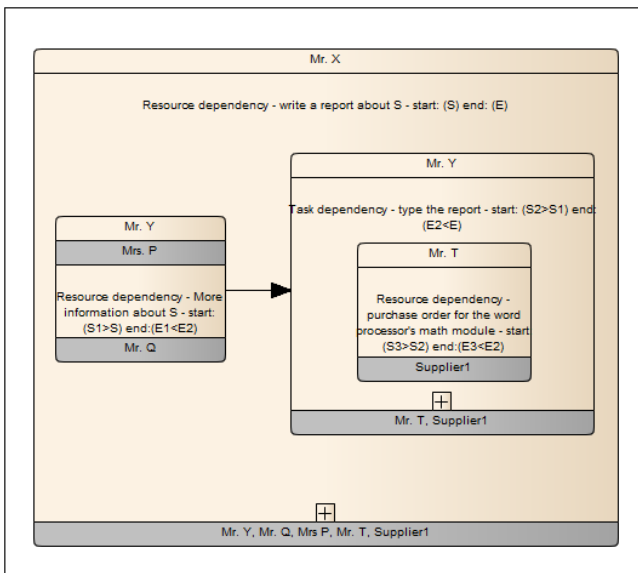 Mr. X
Resource dependency - write a report about S - start: (S) end: (E)
Mr. Y
Mrs. P
Resource dependency - More
information about S - start:
(S1>S) end:(E1<E2)
Mr. Q
Mr. Y
Task dependency - type the report - start: (S2>S1) end:
(E2<E)
Mr. T
Resource dependency -
purchase order for the word
processor's math module - start
(S3>S2) end:(E3<E2)
Supplier1
Mr. T, Supplier1
Mr. Y, Mr. Q, Mrs P, Mr. T, Supplier1